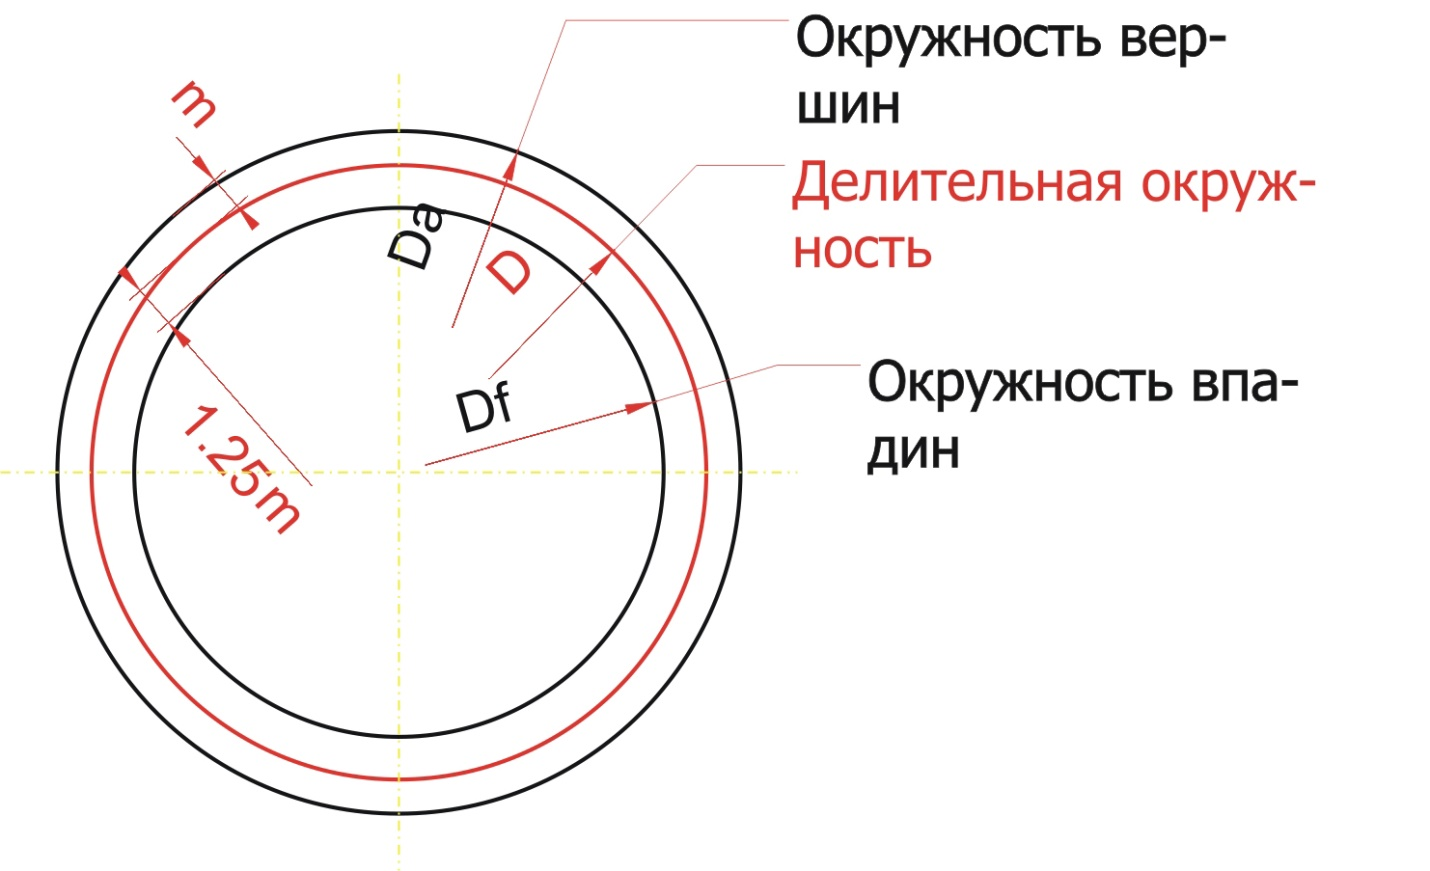 Окружность вер-
шин
m
Делительная окруж-
ность
Da
D
Окружность впа-
дин
Df
1.25m